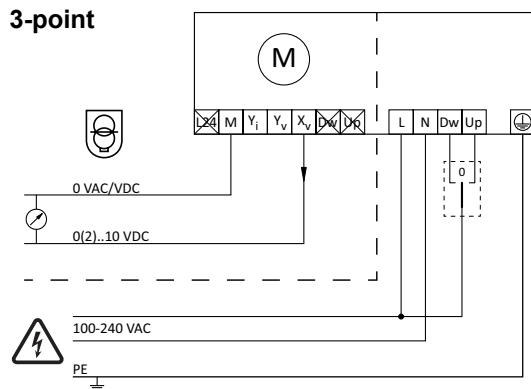 3-point
M
L24 M Yi Yv Xv Dw Up L N Dw Up
0
0 VAC/VDC
0(2)..10 VDC
100-240 VAC
PE